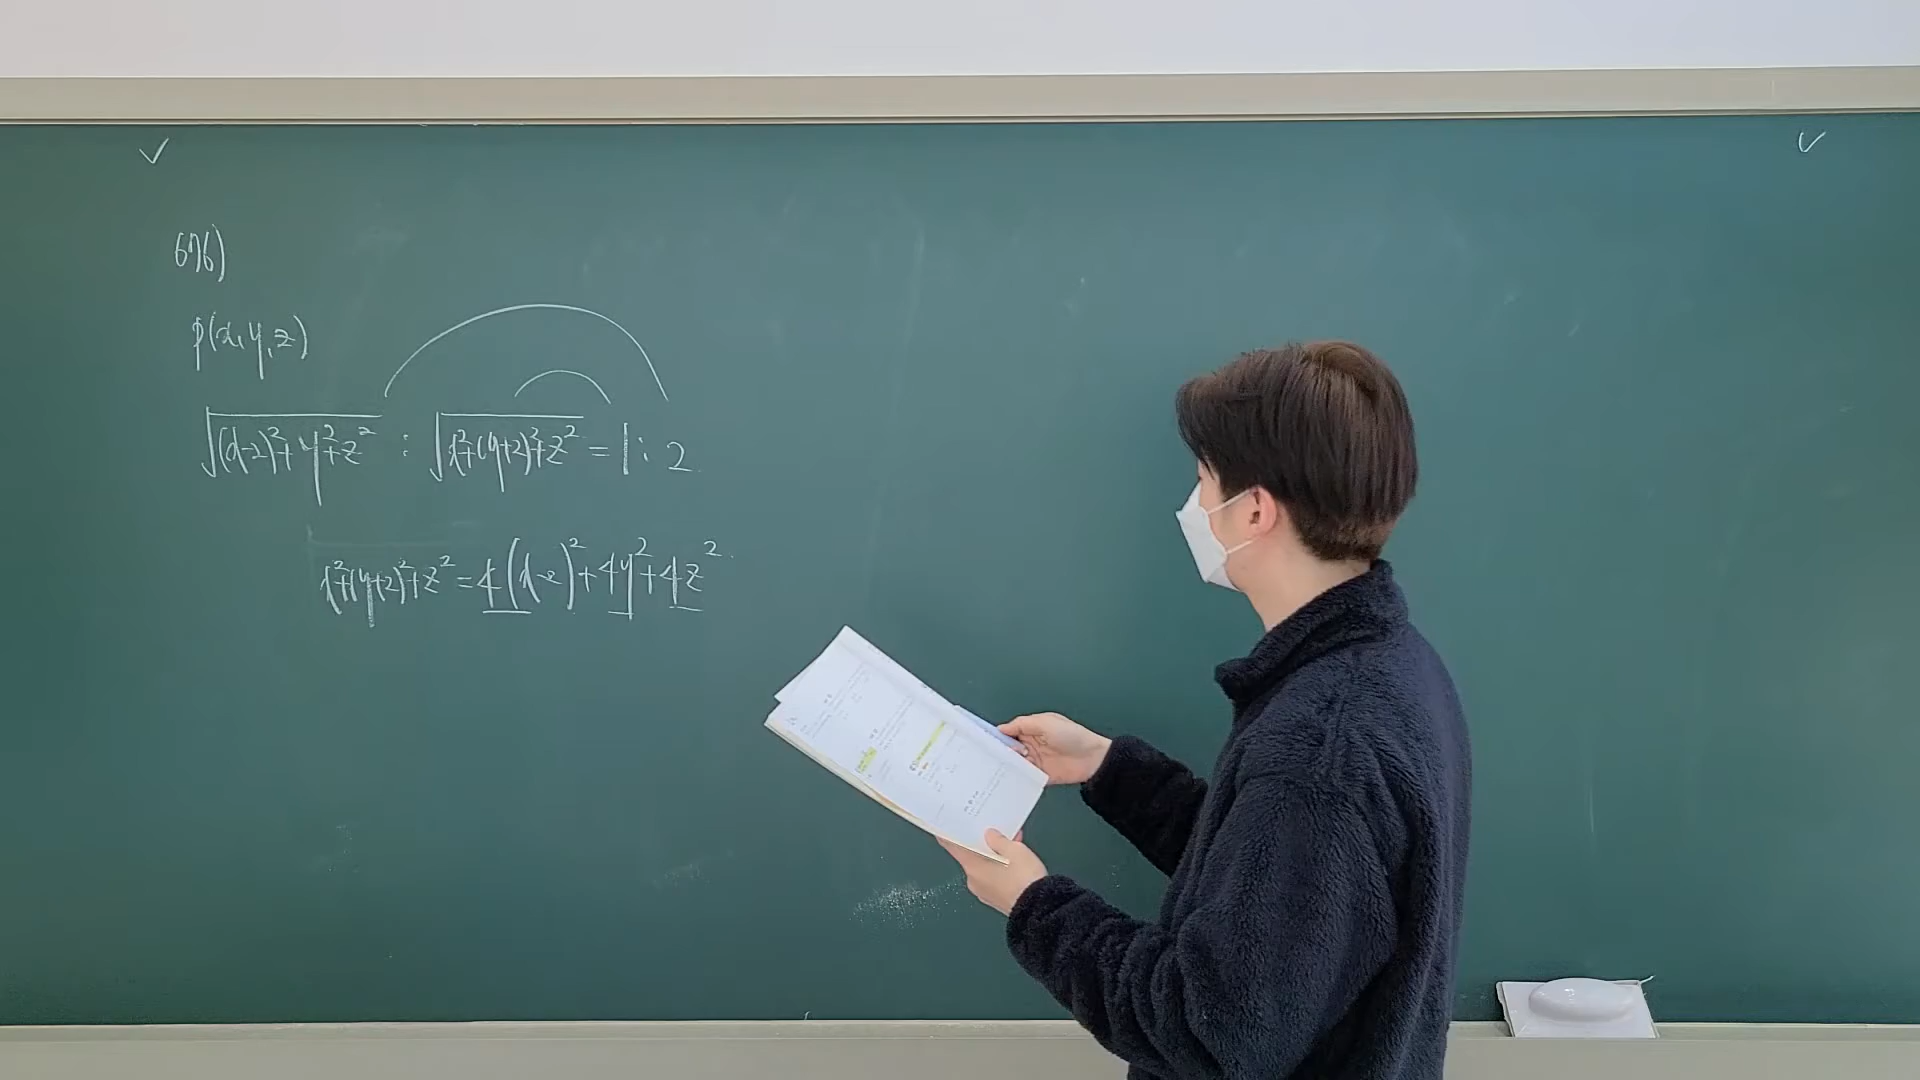 676)
P(x, y, z)
√((x-2)²+y²+z²) : √(x²+(y+2)²+z²) = 1 : 2.
x²+(y+2)²+z² = 4(x-2)²+4y²+4z².